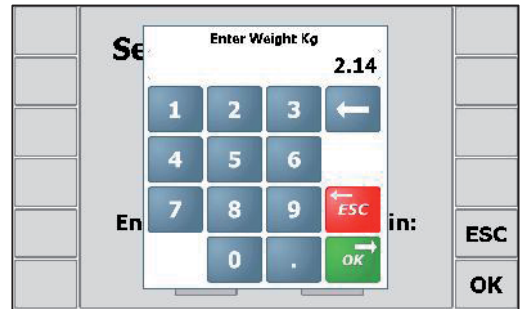 Se
Enter Weight Kg
2.14
1 2 3
4 5 6
7 8 9 ESC
En in: ESC
0 . OK
OK